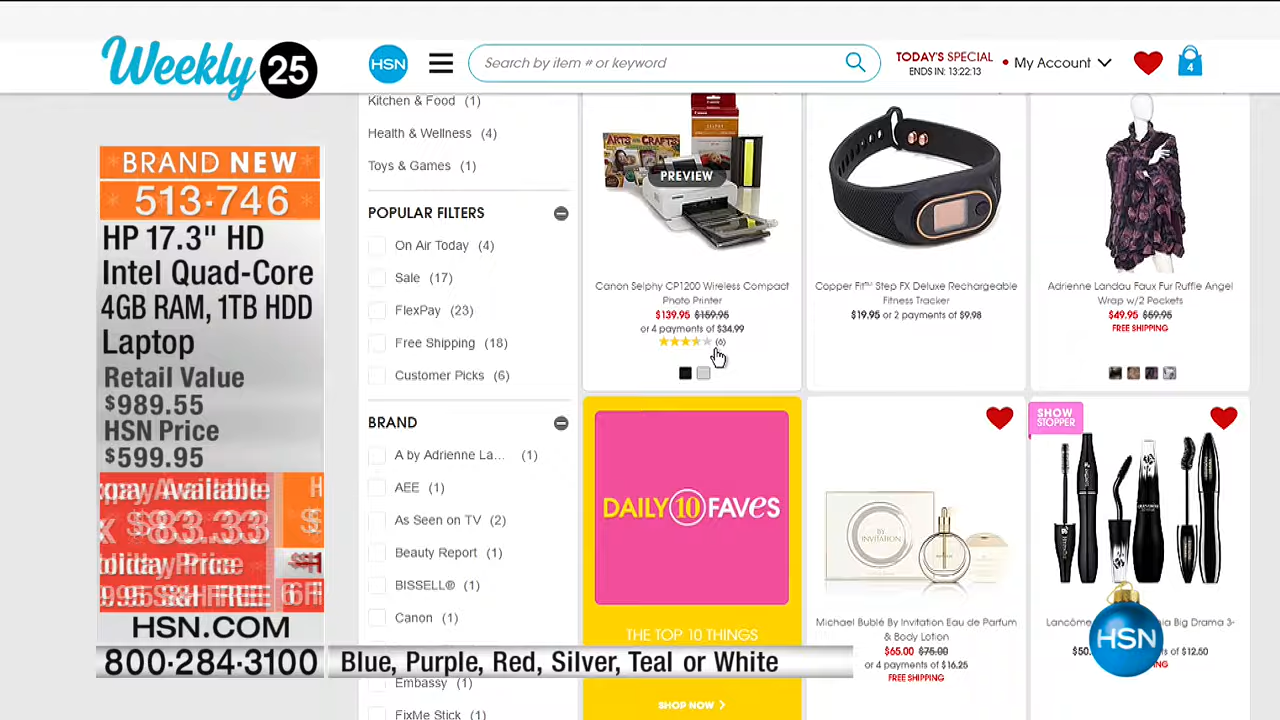 Weekly 25
HSN
Search by item # or keyword
TODAY'S SPECIAL
ENDS IN: 13:22:13
My Account
4
BRAND NEW
513·746
HP 17.3" HD
Intel Quad-Core
4GB RAM, 1TB HDD
Laptop
Retail Value
$989.55
HSN Price
$599.95
$83.33
HSN.COM
800·284·3100
Blue, Purple, Red, Silver, Teal or White
Kitchen & Food (1)
Health & Wellness (4)
Toys & Games (1)
POPULAR FILTERS
On Air Today (4)
Sale (17)
FlexPay (23)
Free Shipping (18)
Customer Picks (6)
BRAND
A by Adrienne La... (1)
AEE (1)
As Seen on TV (2)
Beauty Report (1)
BISSELL® (1)
Canon (1)
Embassy (1)
FixMe Stick (1)
ARTS AND CRAFTS
PREVIEW
Canon Selphy CP1200 Wireless Compact
Photo Printer
$139.95 $159.95
or 4 payments of $34.99
(6)
Copper Fit™ Step FX Deluxe Rechargeable
Fitness Tracker
$19.95 or 2 payments of $9.98
Adrienne Landau Faux Fur Ruffle Angel
Wrap w/2 Pockets
$49.95 $59.95
FREE SHIPPING
DAILY 10 FAVES
THE TOP 10 THINGS
SHOP NOW
BY INVITATION
Michael Bublé By Invitation Eau de Parfum
& Body Lotion
$65.00 $75.00
or 4 payments of $16.25
FREE SHIPPING
SHOW
STOPPER
Big Drama 3-
of $12.50
HSN